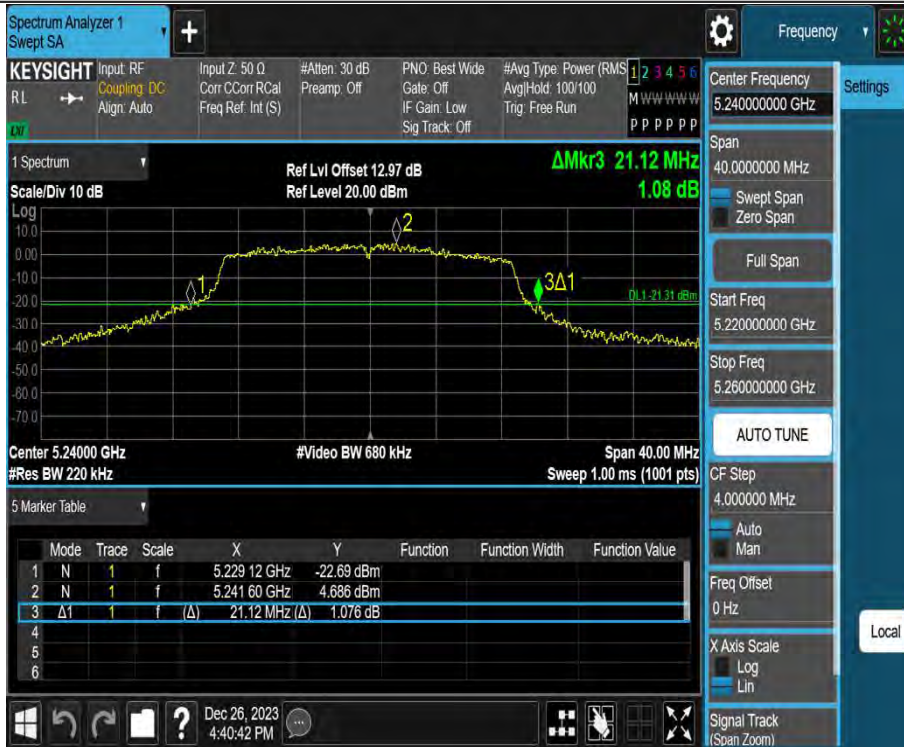 Spectrum Analyzer 1
Swept SA
+
Frequency
KEYSIGHT
RL
LXI
Input: RF
Coupling: DC
Align: Auto
Input Z: 50 Ω
Corr CCorr RCal
Freq Ref: Int (S)
#Atten: 30 dB
Preamp: Off
PNO: Best Wide
Gate: Off
IF Gain: Low
Sig Track: Off
#Avg Type: Power (RMS
Avg|Hold: 100/100
Trig: Free Run
1 2 3 4 5 6
M W W W W W
P P P P P P
1 Spectrum
Scale/Div 10 dB
Ref Lvl Offset 12.97 dB
Ref Level 20.00 dBm
ΔMkr3 21.12 MHz
1.08 dB
Log
10.0
0.00
-10.0
-20.0
-30.0
-40.0
-50.0
-60.0
-70.0
1
2
3Δ1
DL1 -21.31 dBm
Center 5.24000 GHz
#Video BW 680 kHz
Span 40.00 MHz
#Res BW 220 kHz
Sweep 1.00 ms (1001 pts)
5 Marker Table
Mode Trace Scale X Y Function Function Width Function Value
1 N 1 f 5.229 12 GHz -22.69 dBm
2 N 1 f 5.241 60 GHz 4.686 dBm
3 Δ1 1 f (Δ) 21.12 MHz (Δ) 1.076 dB
4
5
6
?
Dec 26, 2023
4:40:42 PM
Center Frequency
5.240000000 GHz
Span
40.0000000 MHz
Swept Span
Zero Span
Full Span
Start Freq
5.220000000 GHz
Stop Freq
5.260000000 GHz
AUTO TUNE
CF Step
4.000000 MHz
Auto
Man
Freq Offset
0 Hz
X Axis Scale
Log
Lin
Signal Track
(Span Zoom)
Settings
Local